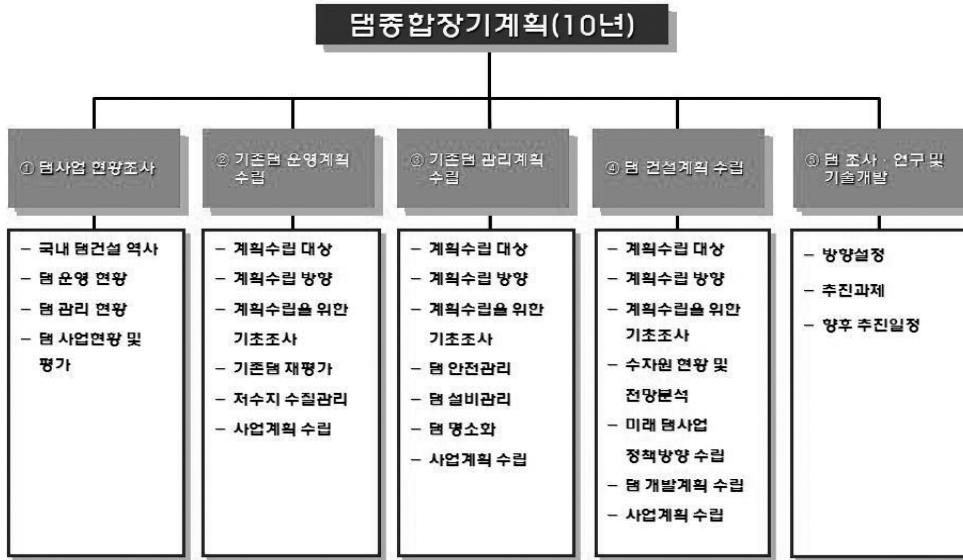 댐종합장기계획(10년)
① 댐사업 현황조사
– 국내 댐건설 역사
– 댐 운영 현황
– 댐 관리 현황
– 댐 사업현황 및
평가
② 기존댐 운영계획
수립
– 계획수립 대상
– 계획수립 방향
– 계획수립을 위한
기초조사
– 기존댐 재평가
– 저수지 수질관리
– 사업계획 수립
③ 기존댐 관리계획
수립
– 계획수립 대상
– 계획수립 방향
– 계획수립을 위한
기초조사
– 댐 안전관리
– 댐 설비관리
– 댐 명소화
– 사업계획 수립
④ 댐 건설계획 수립
– 계획수립 대상
– 계획수립 방향
– 계획수립을 위한
기초조사
– 수자원 현황 및
전망분석
– 미래 댐사업
정책방향 수립
– 댐 개발계획 수립
– 사업계획 수립
⑤ 댐 조사 · 연구 및
기술개발
– 방향설정
– 추진과제
– 향후 추진일정